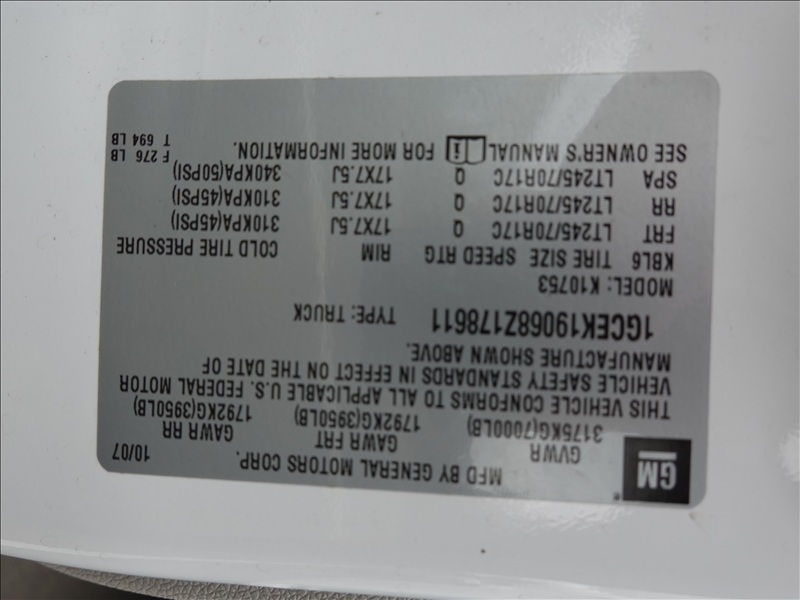 GM
MFD BY GENERAL MOTORS CORP. 10/07
GVWR GAWR FRT GAWR RR
3175KG(7000LB) 1792KG(3950LB) 1792KG(3950LB)
THIS VEHICLE CONFORMS TO ALL APPLICABLE U.S. FEDERAL MOTOR
VEHICLE SAFETY STANDARDS IN EFFECT ON THE DATE OF
MANUFACTURE SHOWN ABOVE.
1GCEK19068Z178611 TYPE: TRUCK
MODEL: K10753
KBL6 TIRE SIZE SPEED RTG RIM COLD TIRE PRESSURE
FRT LT245/70R17C Q 17X7.5J 310KPA(45PSI)
RR LT245/70R17C Q 17X7.5J 310KPA(45PSI)
SPA LT245/70R17C Q 17X7.5J 340KPA(50PSI)
SEE OWNER'S MANUAL i FOR MORE INFORMATION. F 276 LB
T 694 LB